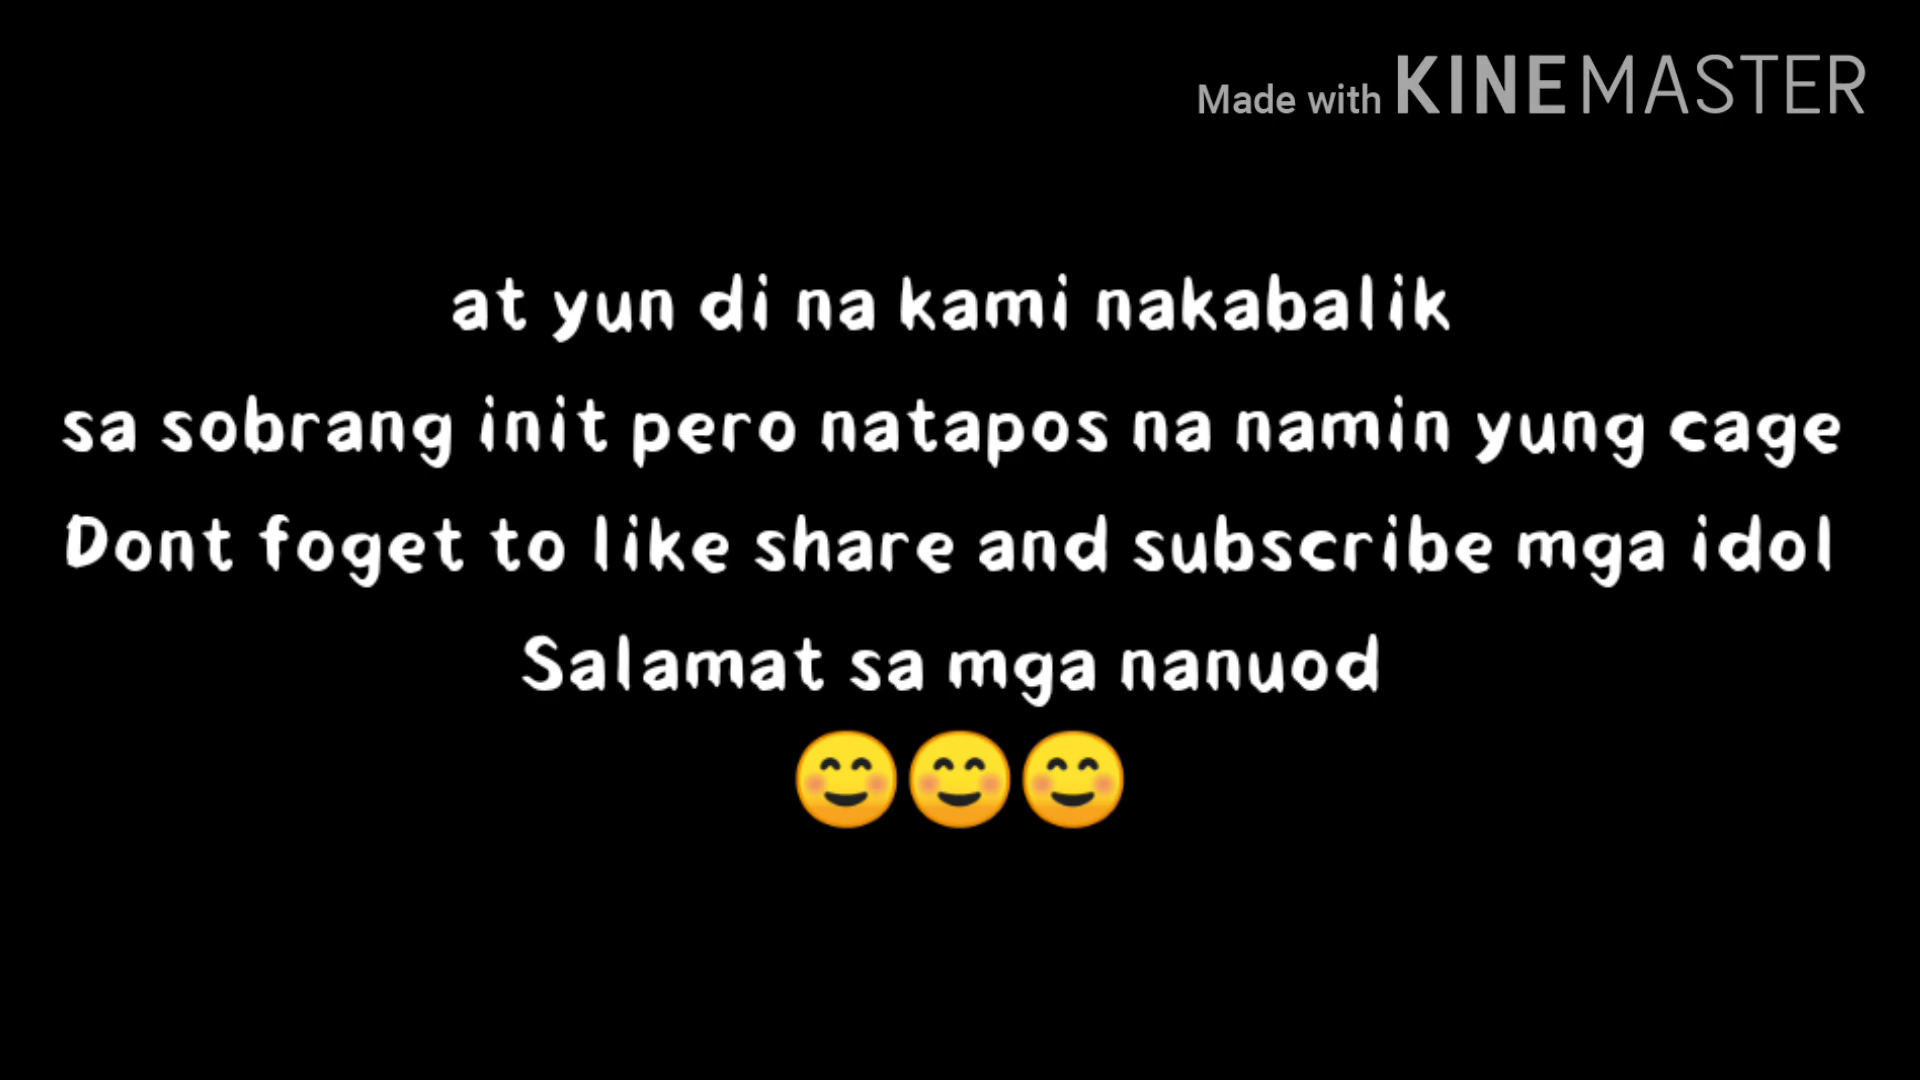 Made with KINEMASTER
at yun di na kami nakabalik
sa sobrang init pero natapos na namin yung cage
Dont foget to like share and subscribe mga idol
Salamat sa mga nanuod
😊😊😊